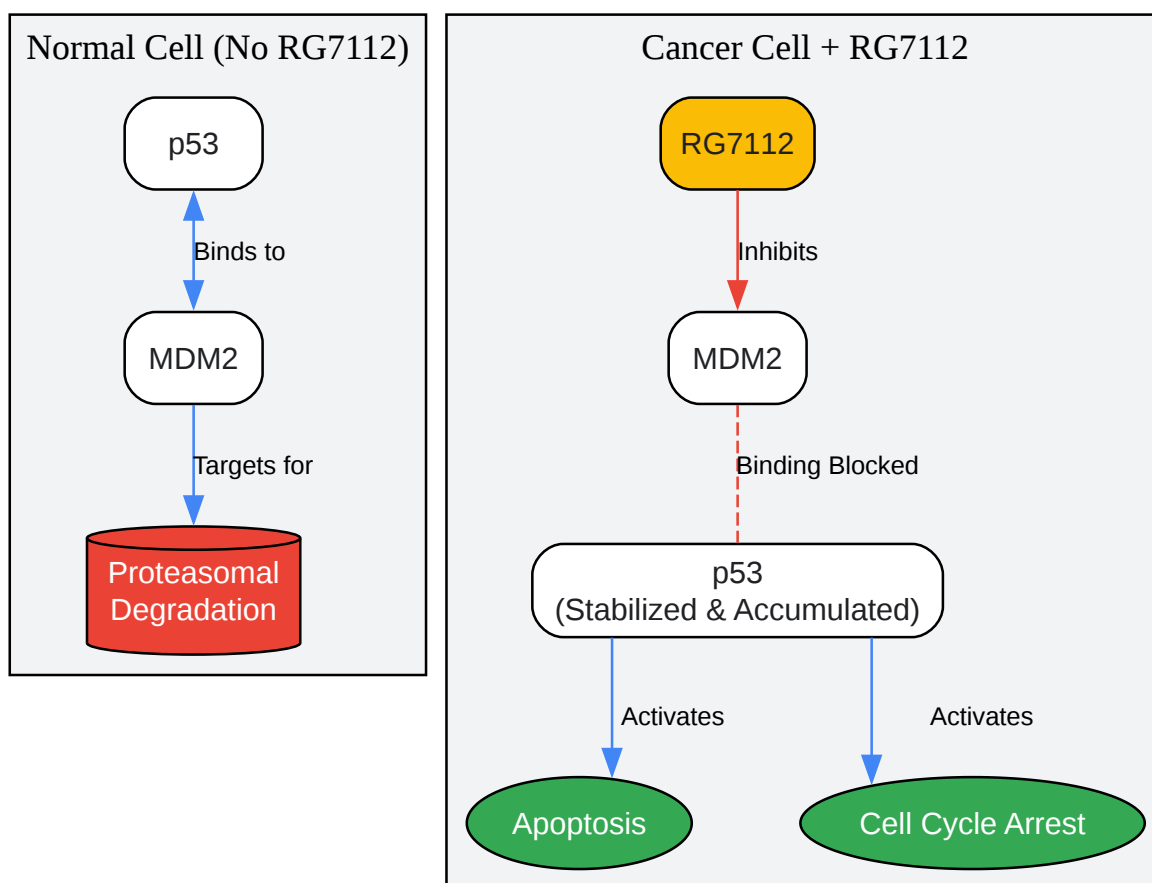 Normal Cell (No RG7112)
p53
Binds to
MDM2
Targets for
Proteasomal
Degradation
Cancer Cell + RG7112
RG7112
Inhibits
MDM2
Binding Blocked
p53
(Stabilized & Accumulated)
Activates
Activates
Apoptosis
Cell Cycle Arrest